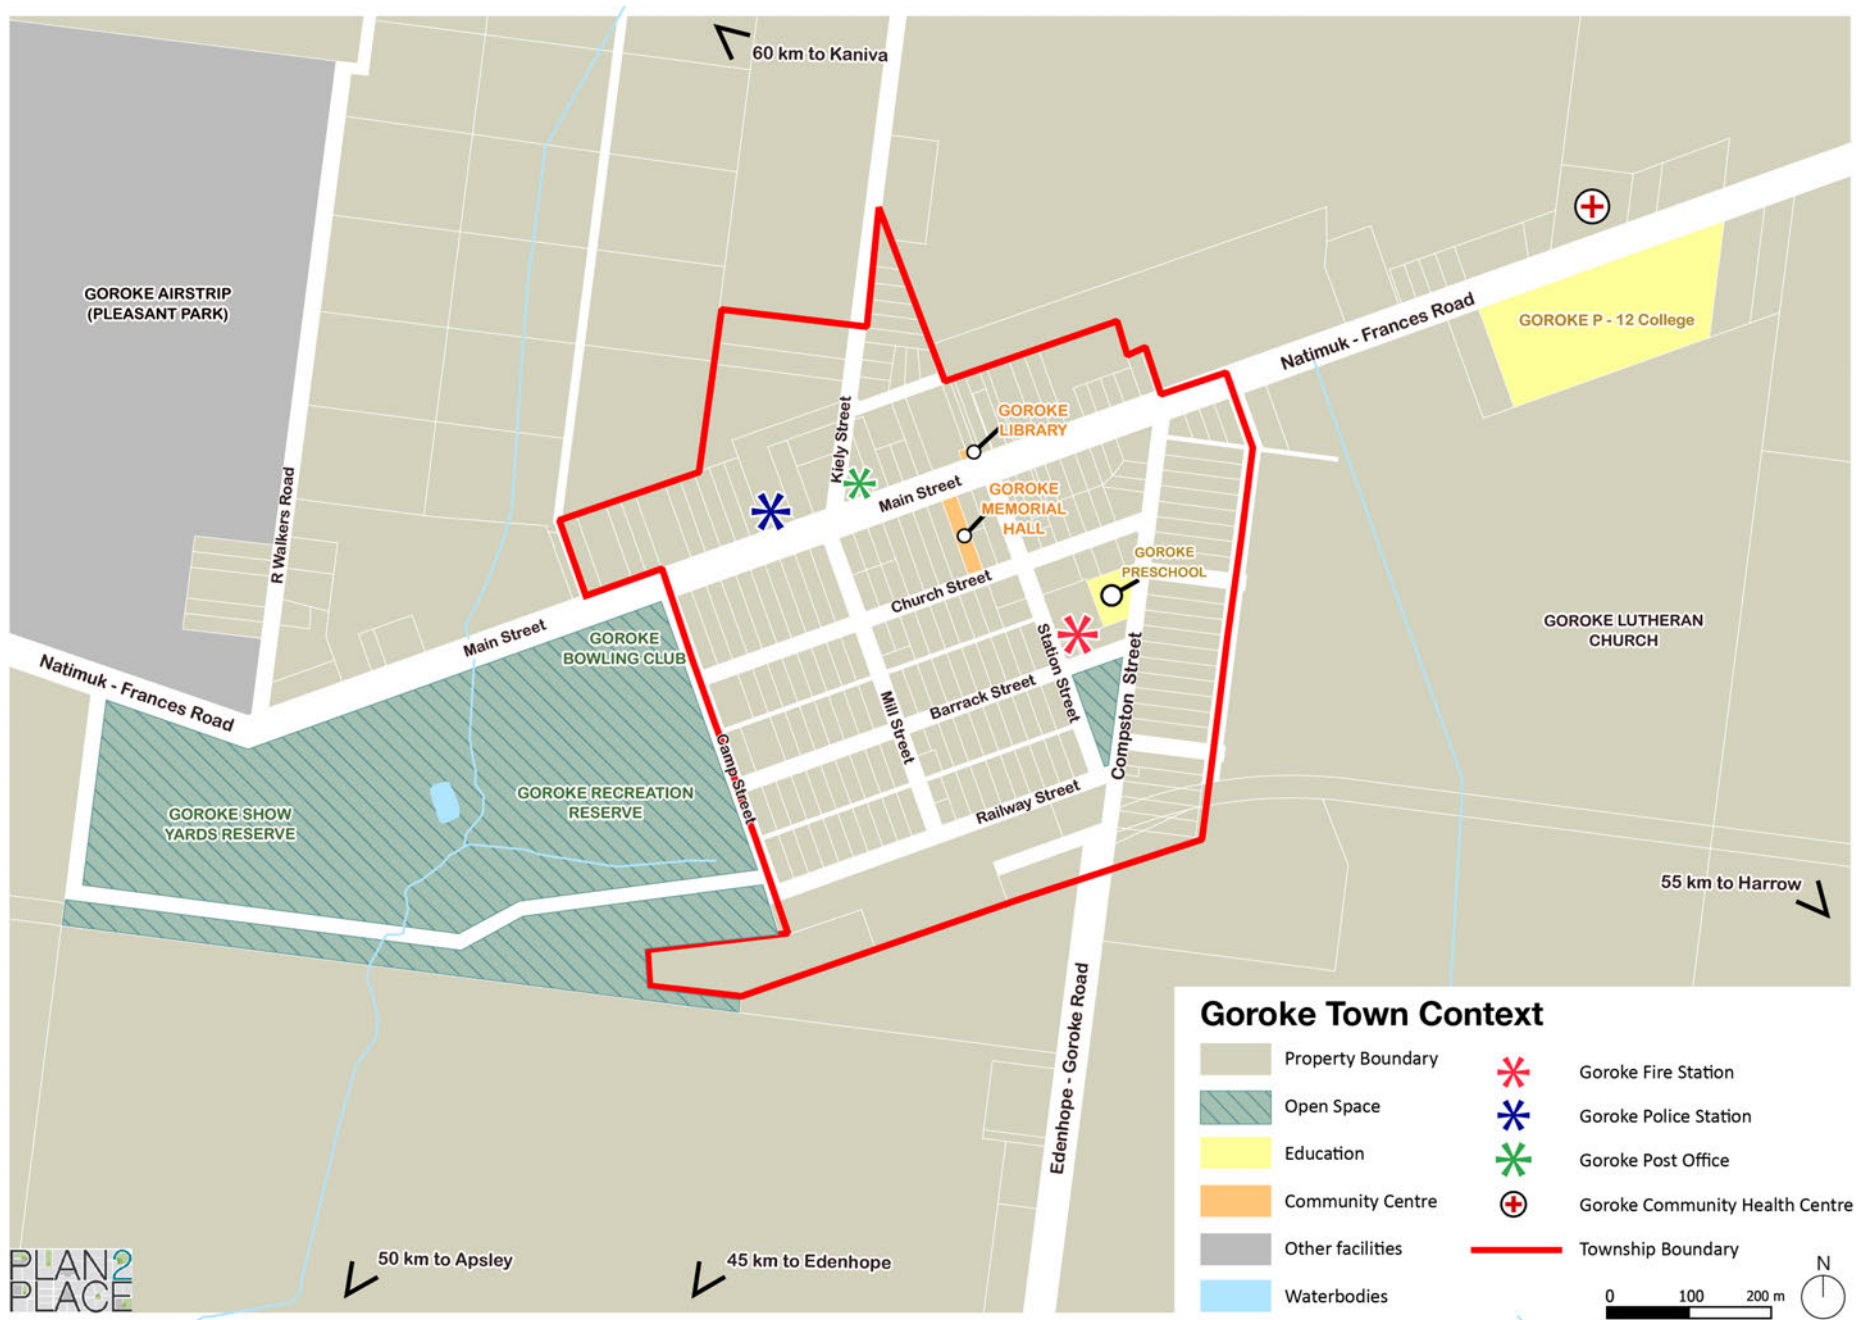 60 km to Kaniva
GOROKE AIRSTRIP
(PLEASANT PARK)
GOROKE P - 12 College
Natimuk - Frances Road
Kiely Street
GOROKE
LIBRARY
Main Street
GOROKE
MEMORIAL
HALL
R Walkers Road
GOROKE
PRESCHOOL
Church Street
GOROKE LUTHERAN
CHURCH
Main Street
GOROKE
BOWLING CLUB
Station Street
Compston Street
Natimuk - Frances Road
Barrack Street
Mill Street
Camp Street
GOROKE RECREATION
RESERVE
GOROKE SHOW
YARDS RESERVE
Railway Street
55 km to Harrow
Edenhope - Goroke Road
50 km to Apsley
45 km to Edenhope
PLAN2
PLACE
Goroke Town Context
Property Boundary
Open Space
Education
Community Centre
Other facilities
Waterbodies
Goroke Fire Station
Goroke Police Station
Goroke Post Office
Goroke Community Health Centre
Township Boundary
0 100 200 m
N